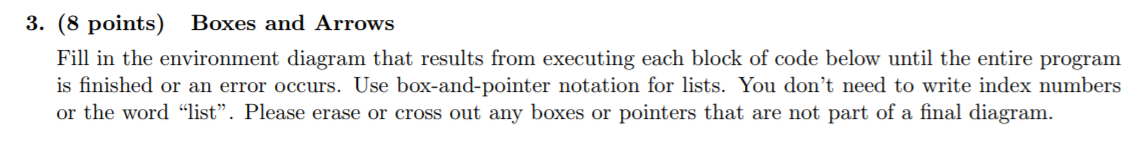 3. (8 points) Boxes and Arrows
Fill in the environment diagram that results from executing each block of code below until the entire program
is finished or an error occurs. Use box-and-pointer notation for lists. You don’t need to write index numbers
or the word “list”. Please erase or cross out any boxes or pointers that are not part of a final diagram.